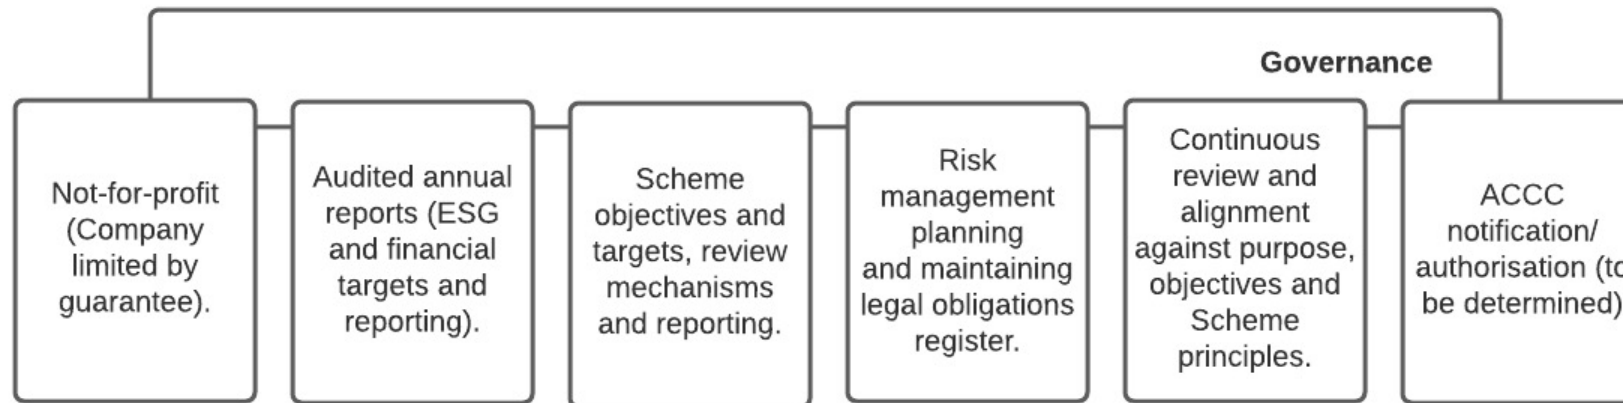 Governance
Not-for-profit
(Company
limited by
guarantee).
Audited annual
reports (ESG
and financial
targets and
reporting).
Scheme
objectives and
targets, review
mechanisms
and reporting.
Risk
management
planning
and maintaining
legal obligations
register.
Continuous
review and
alignment
against purpose,
objectives and
Scheme
principles.
ACCC
notification/
authorisation (to
be determined)